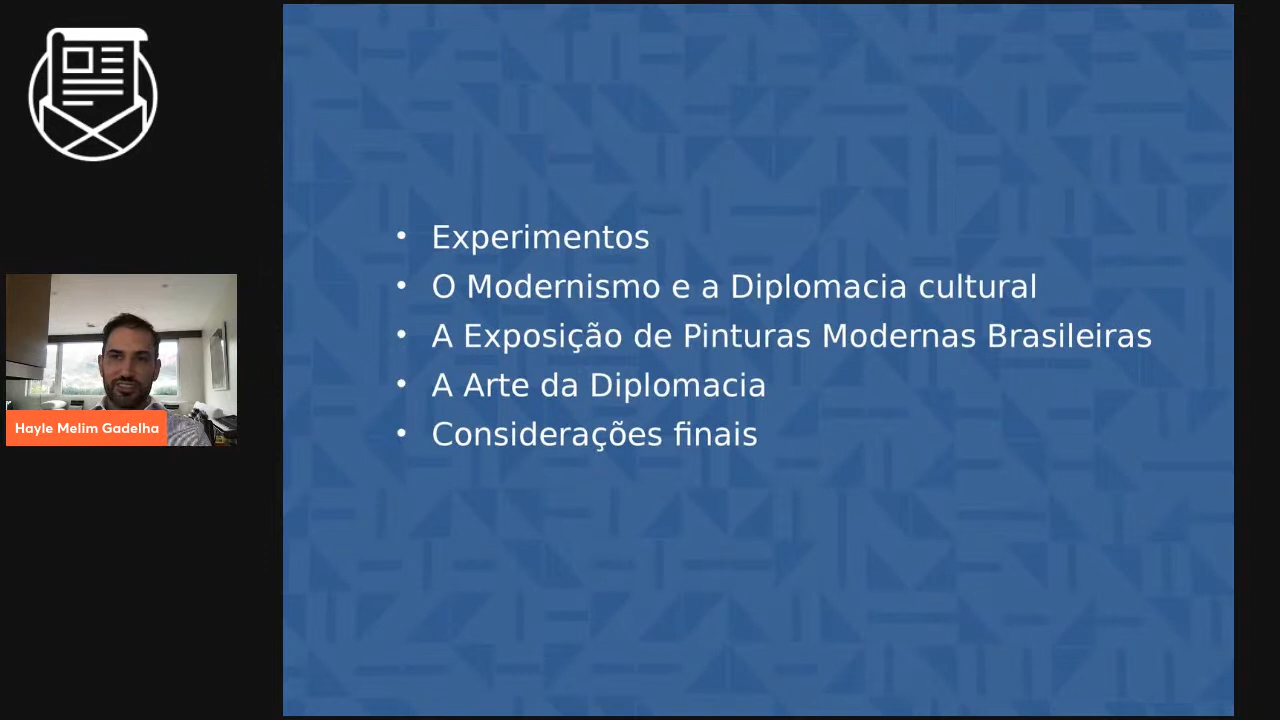 • Experimentos
• O Modernismo e a Diplomacia cultural
• A Exposição de Pinturas Modernas Brasileiras
• A Arte da Diplomacia
• Considerações finais
Hayle Melim Gadelha